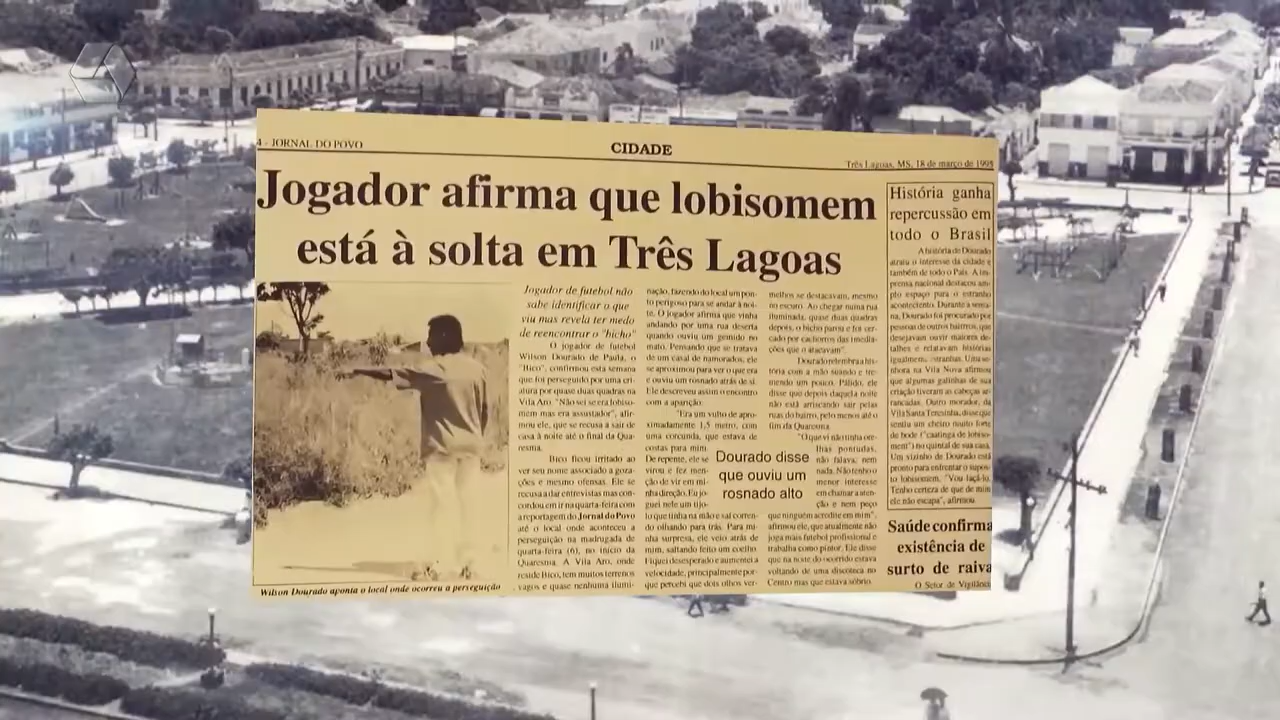 4 - JORNAL DO POVO
CIDADE
Três Lagoas, MS, 18 de março de 1995
Jogador afirma que lobisomem
está à solta em Três Lagoas
Jogador de futebol não
sabe identificar o que
viu mas revela ter medo
de reencontrar o "bicho"
O jogador de futebol
Wilson Dourado de Paula, o
"Bico", confirmou esta semana
que foi perseguido por uma cri-
atura por quase duas quadras na
Vila Aro. "Não sei se era lobiso-
mem mas era assustador", afir-
mou ele, que se recusa a sair de
casa à noite até o final da Qua-
resma.
Bico ficou irritado ao
ver seu nome associado a goza-
ções e mesmo ofensas. Ele se
recusa a dar entrevistas mas con-
cordou em ir na quarta-feira com
a reportagem do Jornal do Povo
até o local onde aconteceu a
perseguição na madrugada de
quarta-feira (6), no início da
Quaresma. A Vila Aro, onde
reside Bico, tem muitos terrenos
vagos e quase nenhuma ilumi-
nação, fazendo do local um pon-
to perigoso para se andar à noi-
te. O jogador afirma que vinha
andando por uma rua deserta
quando ouviu um gemido no
mato. Pensando que se tratava
de um casal de namorados, ele
se aproximou para ver o que era
e ouviu um rosnado atrás de si.
Ele descreveu assim o encontro
com a aparição:
"Era um vulto de apro-
ximadamente 1,5 metro, com
uma corcunda, que estava de
costas para mim.
De repente, ele se
virou e fez men-
ção de vir em mi-
nha direção. Eu jo-
guei nele um tijo-
lo que tinha na mão e saí corren-
do olhando para trás. Para mi-
nha surpresa, ele veio atrás de
mim, saltando feito um coelho.
Fiquei desesperado e aumentei a
velocidade, principalmente por-
que percebi que dois olhos ver-
melhos se destacavam, mesmo
no escuro. Ao chegar numa rua
iluminada, quase duas quadras
depois, o bicho parou e foi cer-
cado por cachorros das imedia-
ções que o atacavam".
Dourado relembra a his-
tória com a mão suando e tre-
mendo um pouco. Pálido, ele
disse que depois daquela noite
não está arriscando sair pelas
ruas do bairro, pelo menos até o
fim da Quaresma.
"O que vi não tinha ore-
lhas pontudas,
não falava, nem
nada. Não tenho o
menor interesse
em chamar a aten-
ção e nem peço
que ninguém acredite em mim",
afirmou ele, que atualmente não
joga mais futebol profissional e
trabalha como pintor. Ele disse
que na noite do ocorrido estava
voltando de uma discoteca no
Centro mas que estava sóbrio.
Dourado disse
que ouviu um
rosnado alto
Wilson Dourado aponta o local onde ocorreu a perseguição
História ganha
repercussão em
todo o Brasil
A história de Dourado
atraiu o interesse da cidade e
também de todo o País. A im-
prensa nacional destacou am-
plo espaço para o estranho
acontecimento. Durante a sema-
na, Dourado foi procurado por
pessoas de outros bairros, que
desejavam ouvir maiores de-
talhes e relatavam histórias
igualmente estranhas. Uma se-
nhora na Vila Nova afirmou
que algumas galinhas de sua
criação tiveram as cabeças ar-
rancadas. Outro morador, da
Vila Santa Teresinha, disse que
sentiu um cheiro muito forte
de bode ("catinga de lobiso-
mem") no quintal de sua casa.
Um vizinho de Dourado está
pronto para enfrentar o supos-
to lobisomem. "Vou laçá-lo.
Tenho certeza de que de mim
ele não escapa", afirmou.
Saúde confirma
existência de
surto de raiva
O Setor de Vigilânci